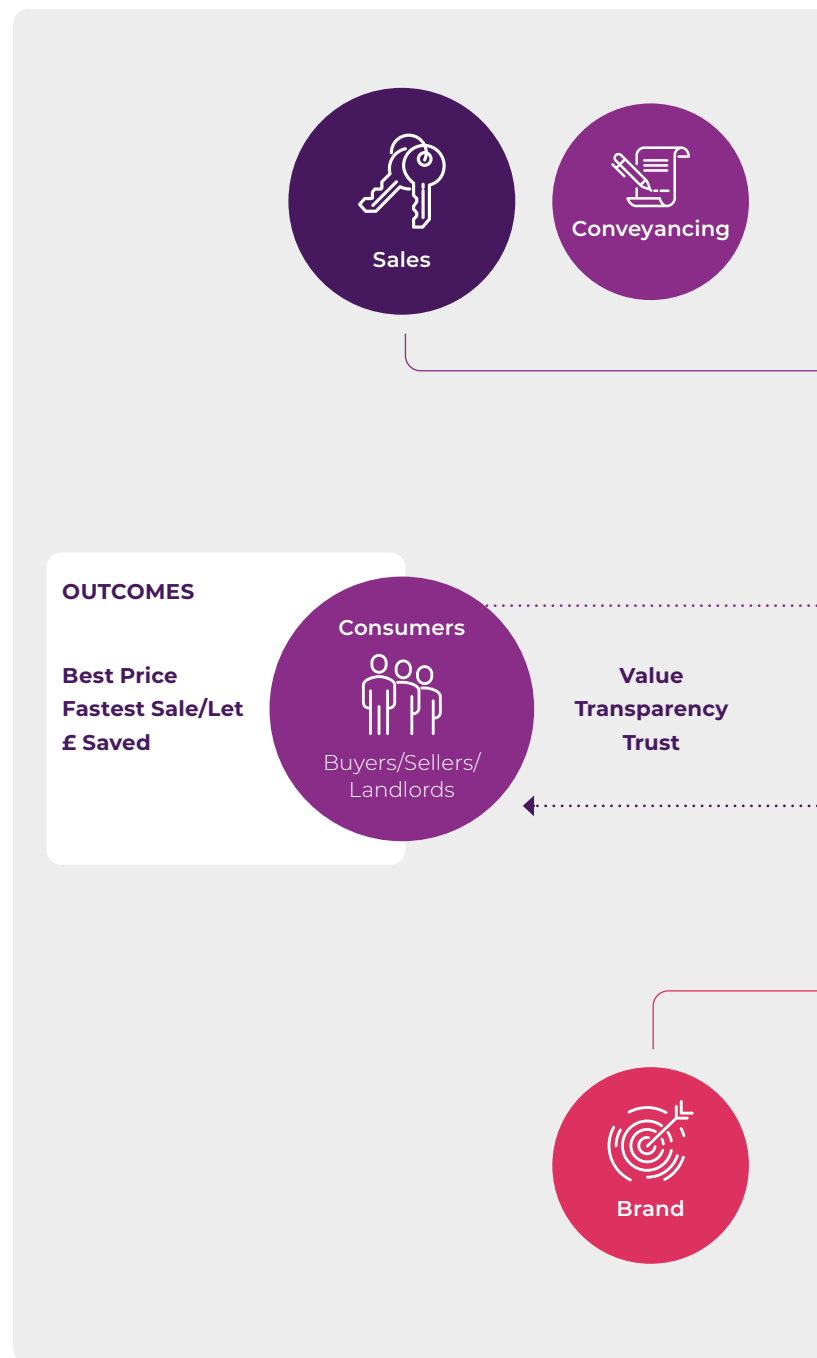 Sales
Conveyancing
OUTCOMES
Best Price
Fastest Sale/Let
£ Saved
Consumers
Buyers/Sellers/
Landlords
Value
Transparency
Trust
Brand